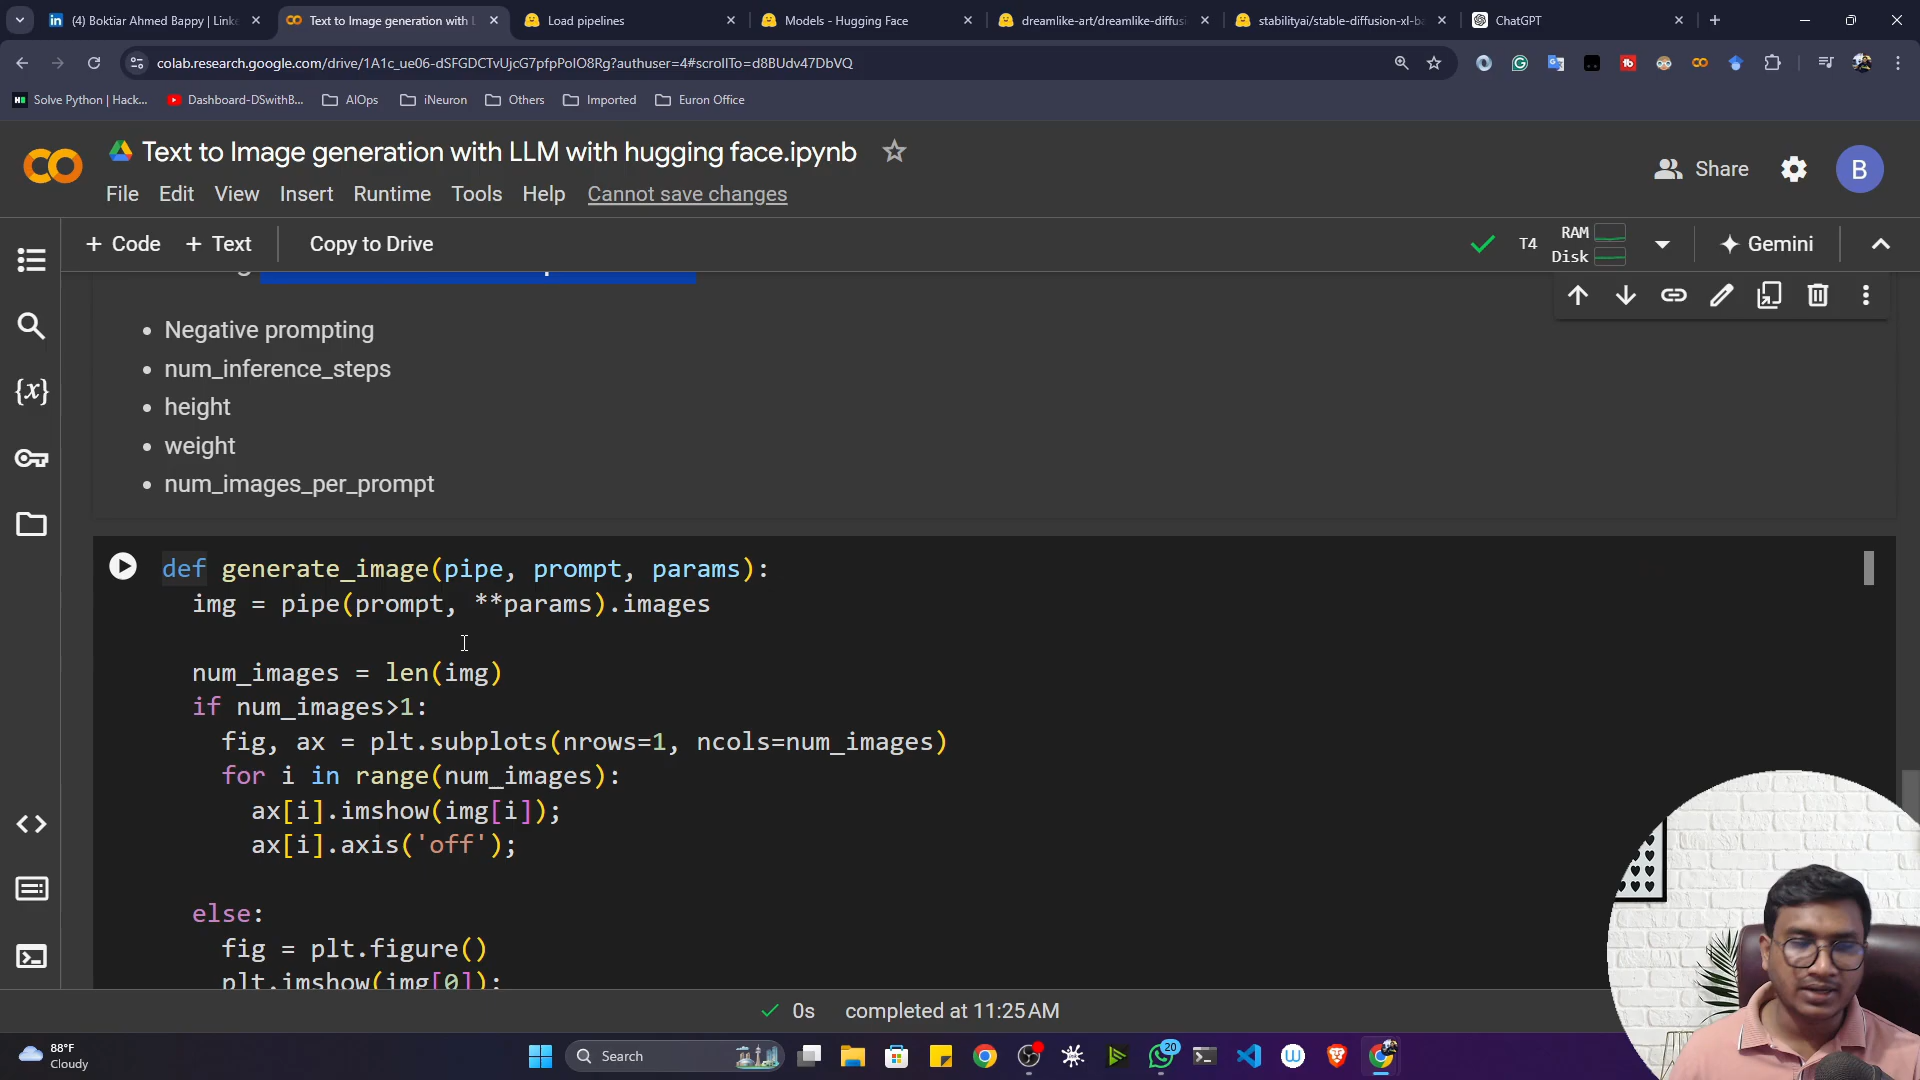 (4) Boktiar Ahmed Bappy | Linke
Text to Image generation with L
Load pipelines
Models - Hugging Face
dreamlike-art/dreamlike-diffus
stabilityai/stable-diffusion-xl-ba
ChatGPT
colab.research.google.com/drive/1A1c_ue06-dSFGDCTvUjcG7pfpPoIO8Rg?authuser=4#scrollTo=d8BUdv47DbVQ
Solve Python | Hack...
Dashboard-DSwithB...
AIOps
iNeuron
Others
Imported
Euron Office
Text to Image generation with LLM with hugging face.ipynb
Share
B
File Edit View Insert Runtime Tools Help Cannot save changes
+ Code + Text Copy to Drive
T4
RAM
Disk
Gemini
Negative prompting
num_inference_steps
height
weight
num_images_per_prompt
def generate_image(pipe, prompt, params):
img = pipe(prompt, **params).images
num_images = len(img)
if num_images>1:
fig, ax = plt.subplots(nrows=1, ncols=num_images)
for i in range(num_images):
ax[i].imshow(img[i]);
ax[i].axis('off');
else:
fig = plt.figure()
plt.imshow(img[0]);
0s completed at 11:25 AM
88°F
Cloudy
Search
20